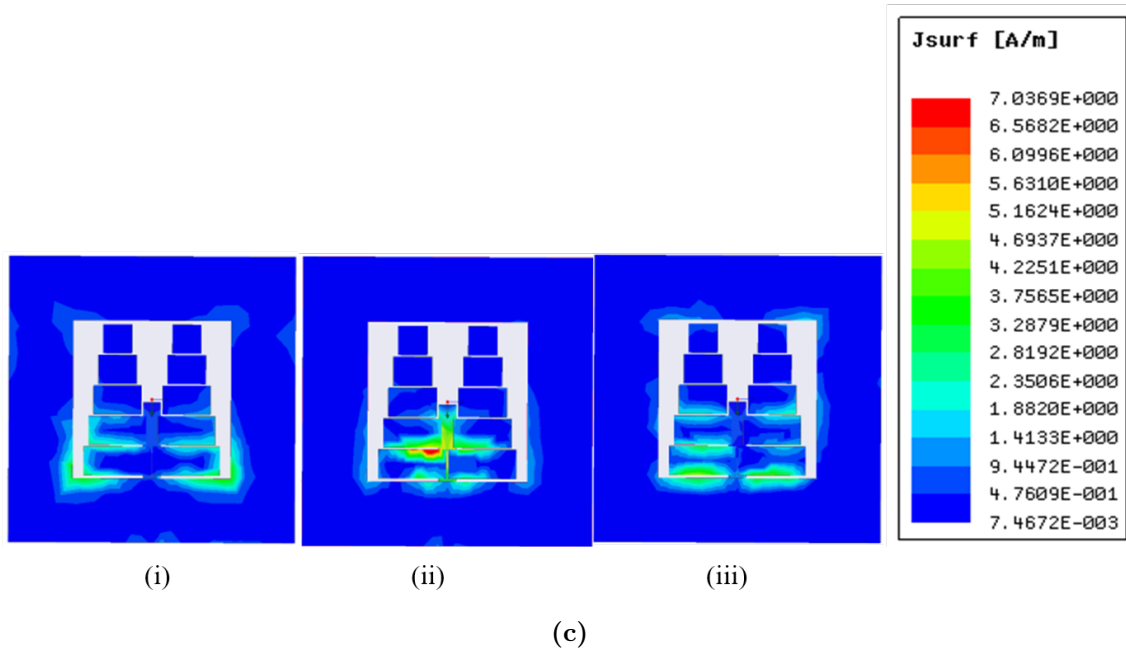 Jsurf [A/m]
7.0369E+000
6.5682E+000
6.0996E+000
5.6310E+000
5.1624E+000
4.6937E+000
4.2251E+000
3.7565E+000
3.2879E+000
2.8192E+000
2.3506E+000
1.8820E+000
1.4133E+000
9.4472E-001
4.7609E-001
7.4672E-003
(i) (ii) (iii)
(c)